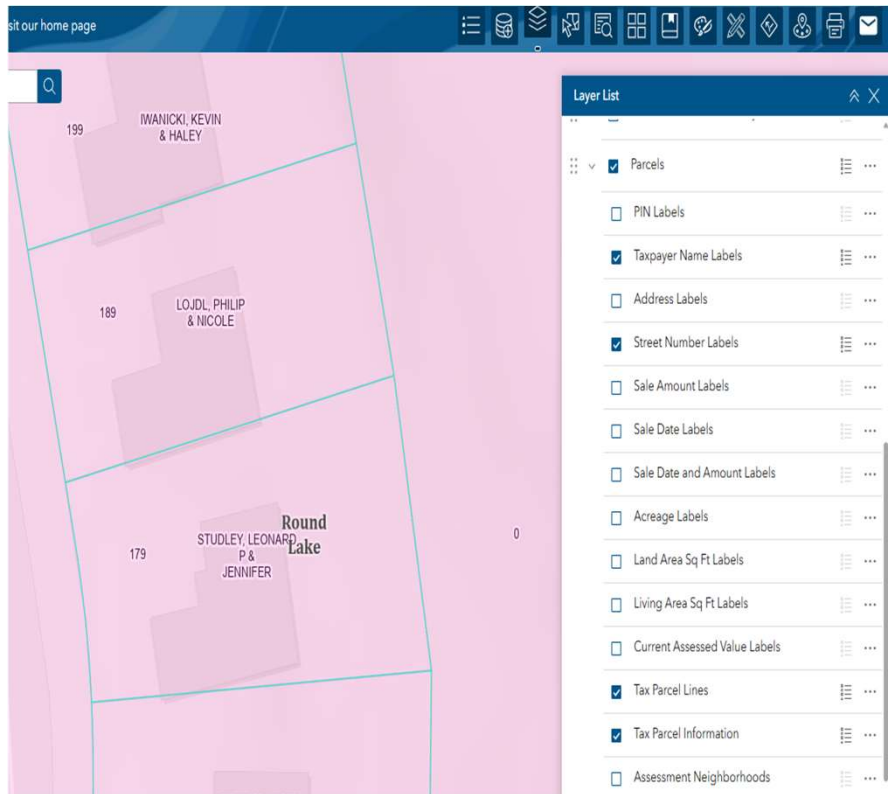 sit our home page
Layer List
199
IWANICKI, KEVIN
& HALEY
189
LOJDL, PHILIP
& NICOLE
179
STUDLEY, LEONARD
P &
JENNIFER
Round
Lake
0
Parcels
PIN Labels
Taxpayer Name Labels
Address Labels
Street Number Labels
Sale Amount Labels
Sale Date Labels
Sale Date and Amount Labels
Acreage Labels
Land Area Sq Ft Labels
Living Area Sq Ft Labels
Current Assessed Value Labels
Tax Parcel Lines
Tax Parcel Information
Assessment Neighborhoods